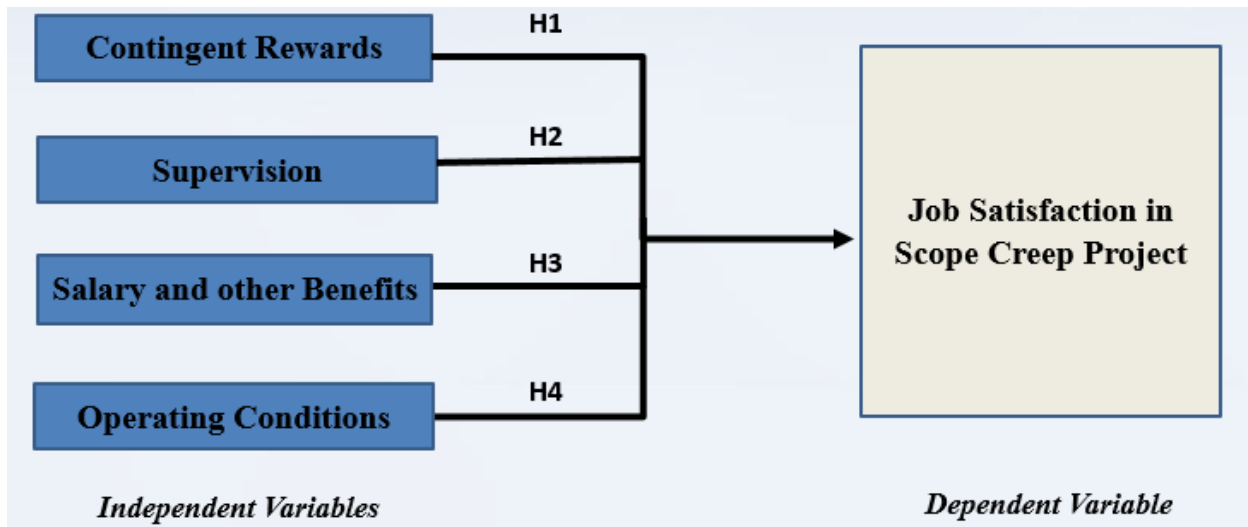 Contingent Rewards
H1
Supervision
H2
Salary and other Benefits
H3
Operating Conditions
H4
Job Satisfaction in
Scope Creep Project
Independent Variables
Dependent Variable